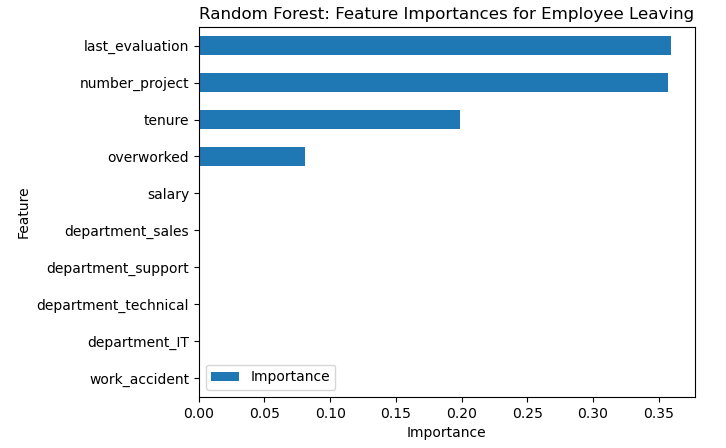 Random Forest: Feature Importances for Employee Leaving
last_evaluation
number_project
tenure
overworked
salary
department_sales
department_support
department_technical
department_IT
work_accident
Feature
Importance
0.00 0.05 0.10 0.15 0.20 0.25 0.30 0.35
Importance